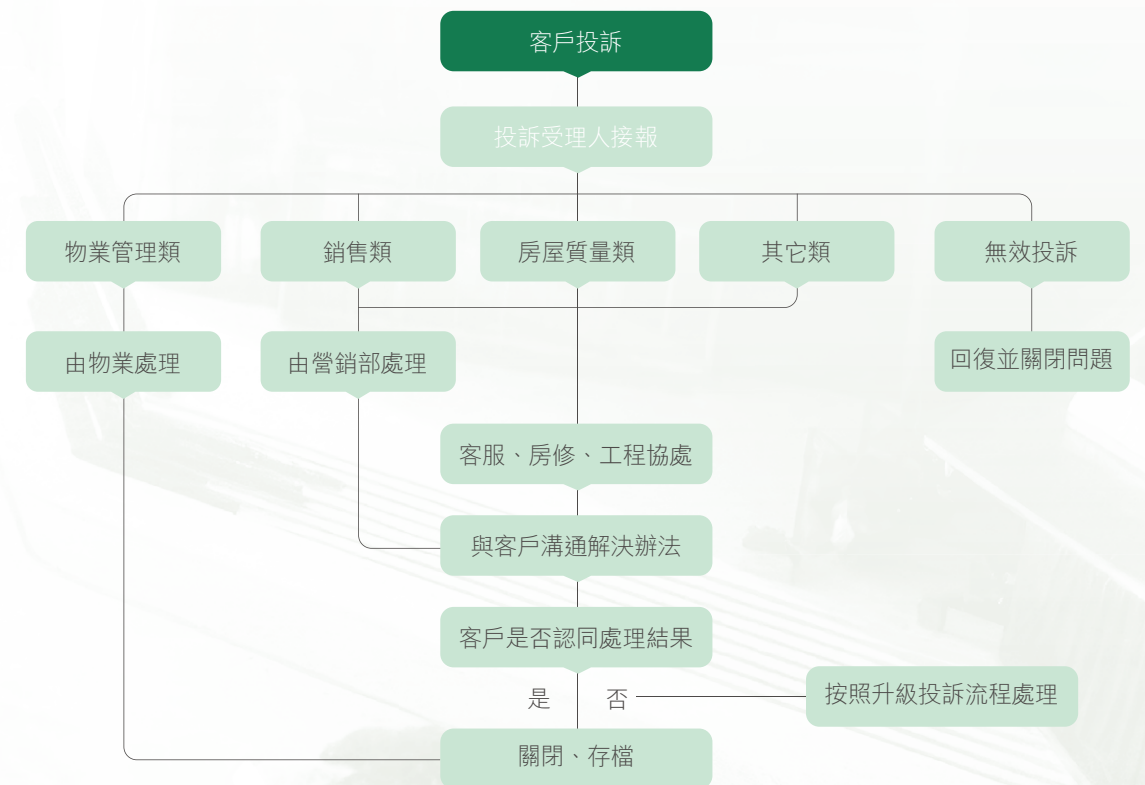 客戶投訴
投訴受理人接報
物業管理類
銷售類
房屋質量類
其它類
無效投訴
由物業處理
由營銷部處理
回復並關閉問題
客服、房修、工程協處
與客戶溝通解決辦法
客戶是否認同處理結果
是
否
按照升級投訴流程處理
關閉、存檔